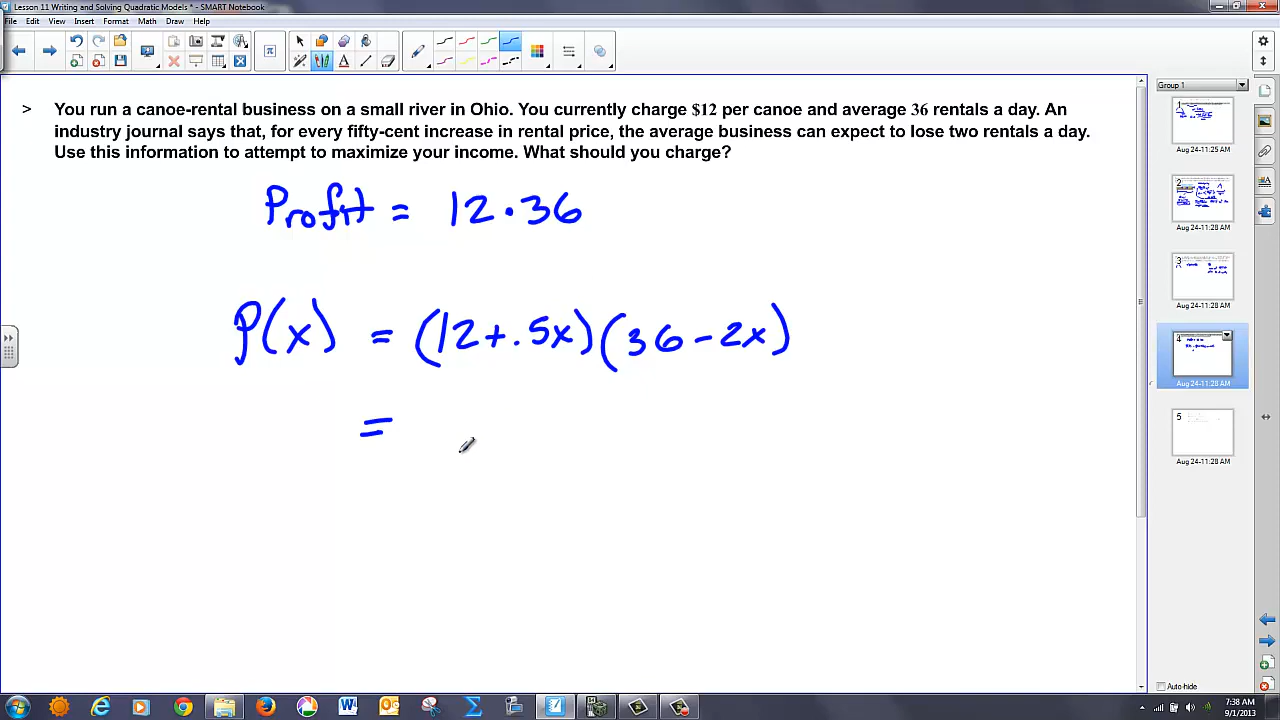 Lesson 11 Writing and Solving Quadratic Models * - SMART Notebook
File Edit View Insert Format Math Draw Help
> You run a canoe-rental business on a small river in Ohio. You currently charge $12 per canoe and average 36 rentals a day. An
industry journal says that, for every fifty-cent increase in rental price, the average business can expect to lose two rentals a day.
Use this information to attempt to maximize your income. What should you charge?
Profit = 12·36
P(x) = (12+.5x)(36-2x)
=
Group 1
1
Aug 24-11:25 AM
2
Aug 24-11:28 AM
3
Aug 24-11:28 AM
4
Aug 24-11:28 AM
5
Aug 24-11:28 AM
Auto-hide
7:38 AM
9/1/2013